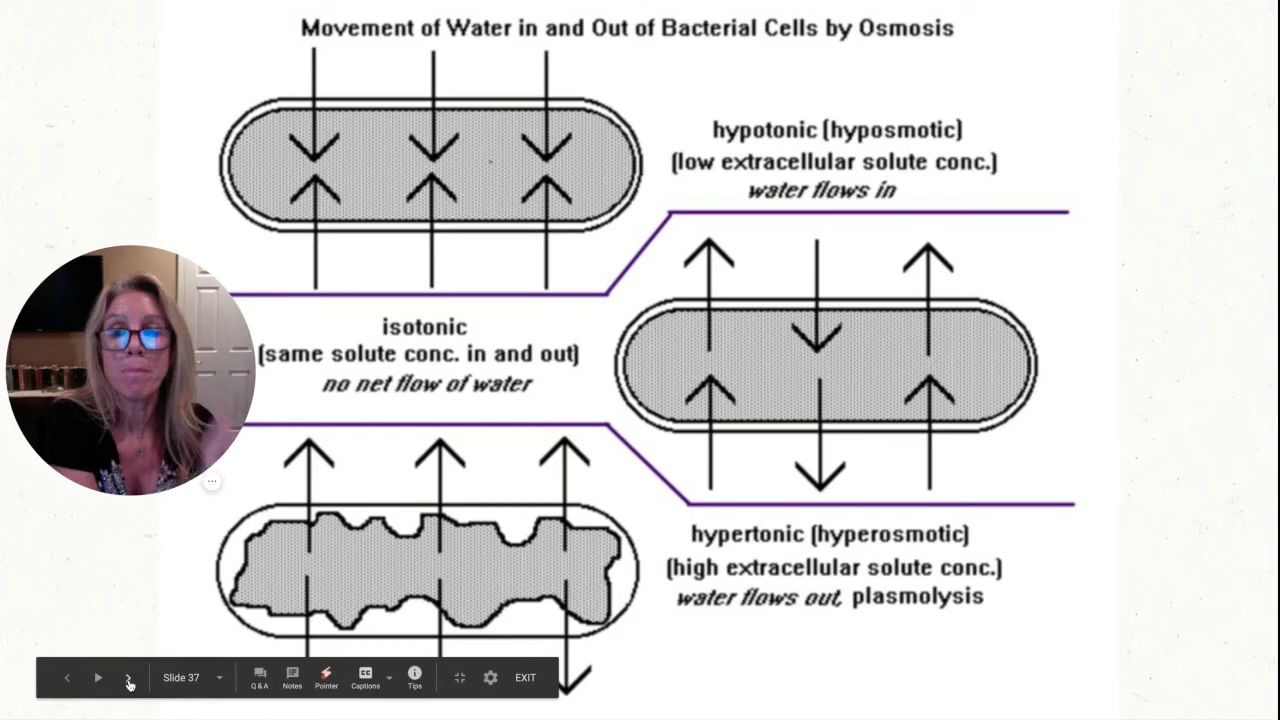 Movement of Water in and Out of Bacterial Cells by Osmosis
hypotonic (hyposmotic)
(low extracellular solute conc.)
water flows in
isotonic
(same solute conc. in and out)
no net flow of water
hypertonic (hyperosmotic)
(high extracellular solute conc.)
water flows out, plasmolysis
Slide 37
Q & A
Notes
Pointer
CC
Captions
Tips
EXIT